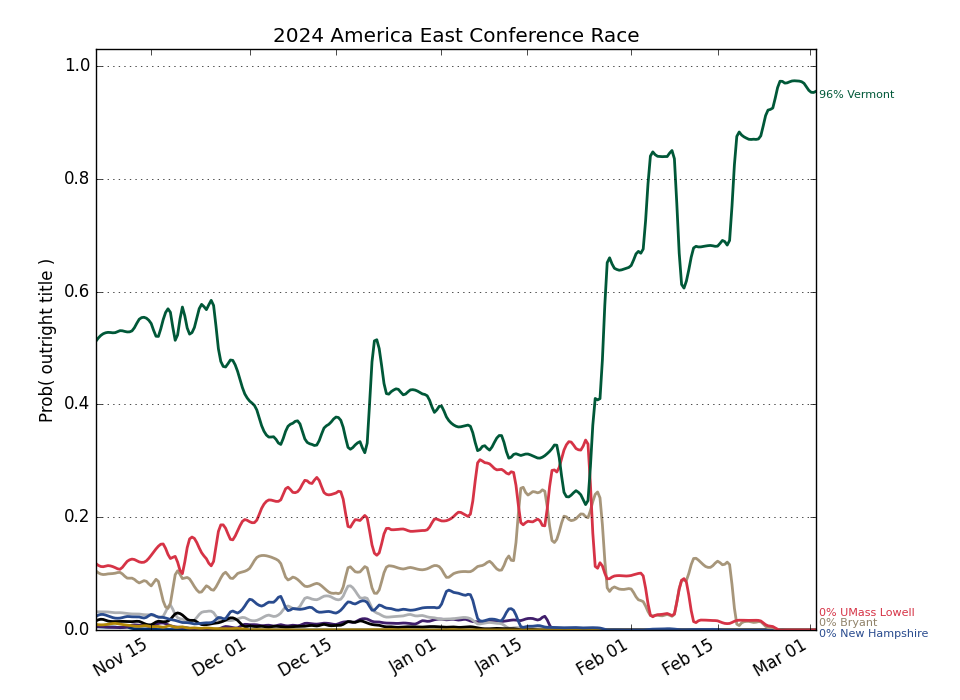 2024 America East Conference Race
Prob( outright title )
1.0
0.8
0.6
0.4
0.2
0.0
96% Vermont
0% UMass Lowell
0% Bryant
0% New Hampshire
Nov 15
Dec 01
Dec 15
Jan 01
Jan 15
Feb 01
Feb 15
Mar 01